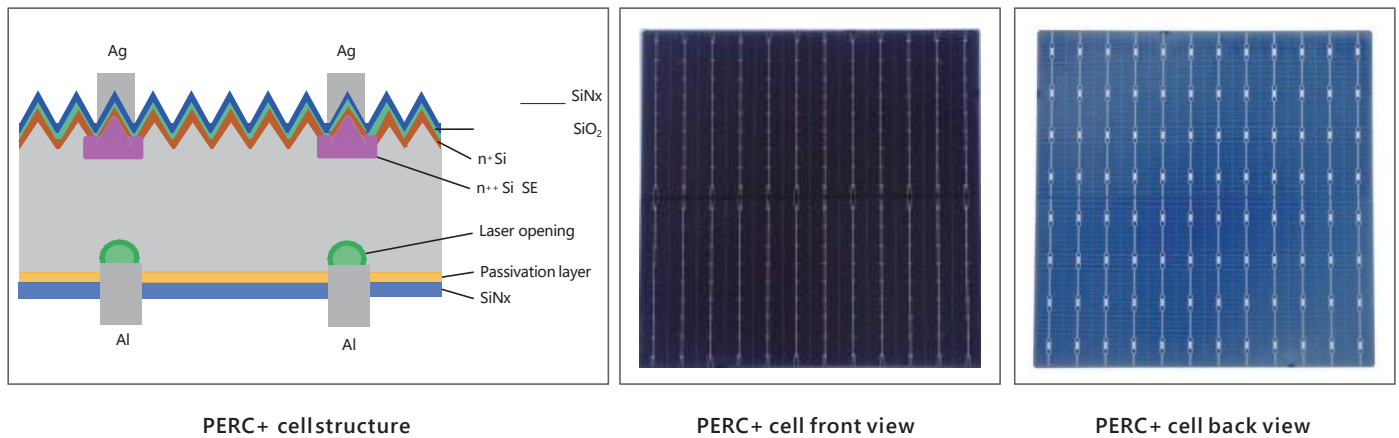 Ag Ag
SiNx
SiO₂
n⁺Si
n⁺⁺ Si SE
Laser opening
Passivation layer
SiNx
Al Al
PERC+ cell structure PERC+ cell front view PERC+ cell back view